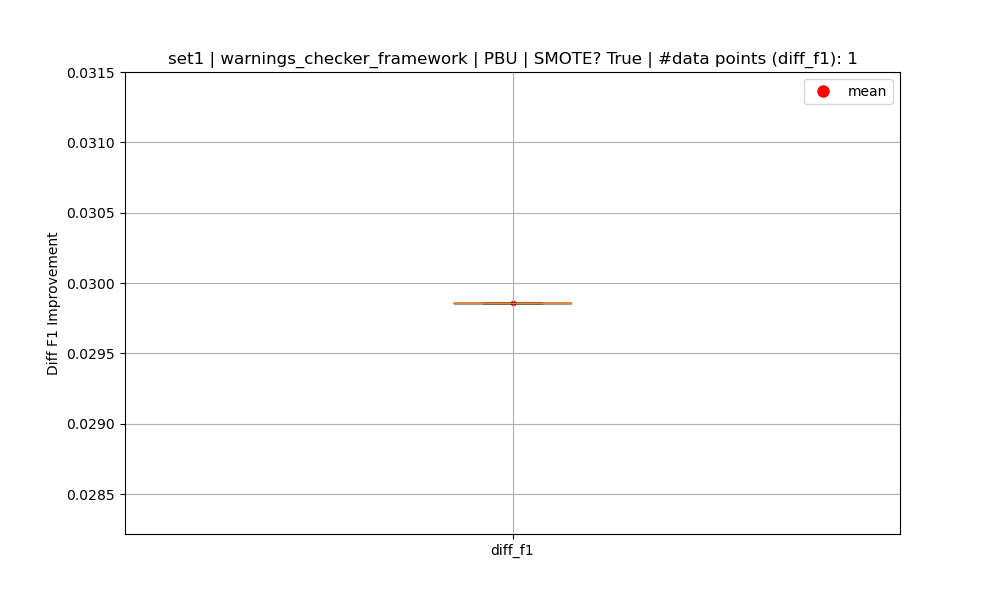 set1 | warnings_checker_framework | PBU | SMOTE? True | #data points (diff_f1): 1
mean
0.0315
0.0310
0.0305
0.0300
0.0295
0.0290
0.0285
Diff F1 Improvement
diff_f1